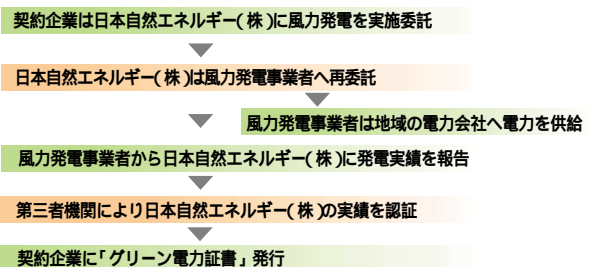 契約企業は日本自然エネルギー(株)に風力発電を実施委託
日本自然エネルギー(株)は風力発電事業者へ再委託
風力発電事業者は地域の電力会社へ電力を供給
風力発電事業者から日本自然エネルギー(株)に発電実績を報告
第三者機関により日本自然エネルギー(株)の実績を認証
契約企業に「グリーン電力証書」発行